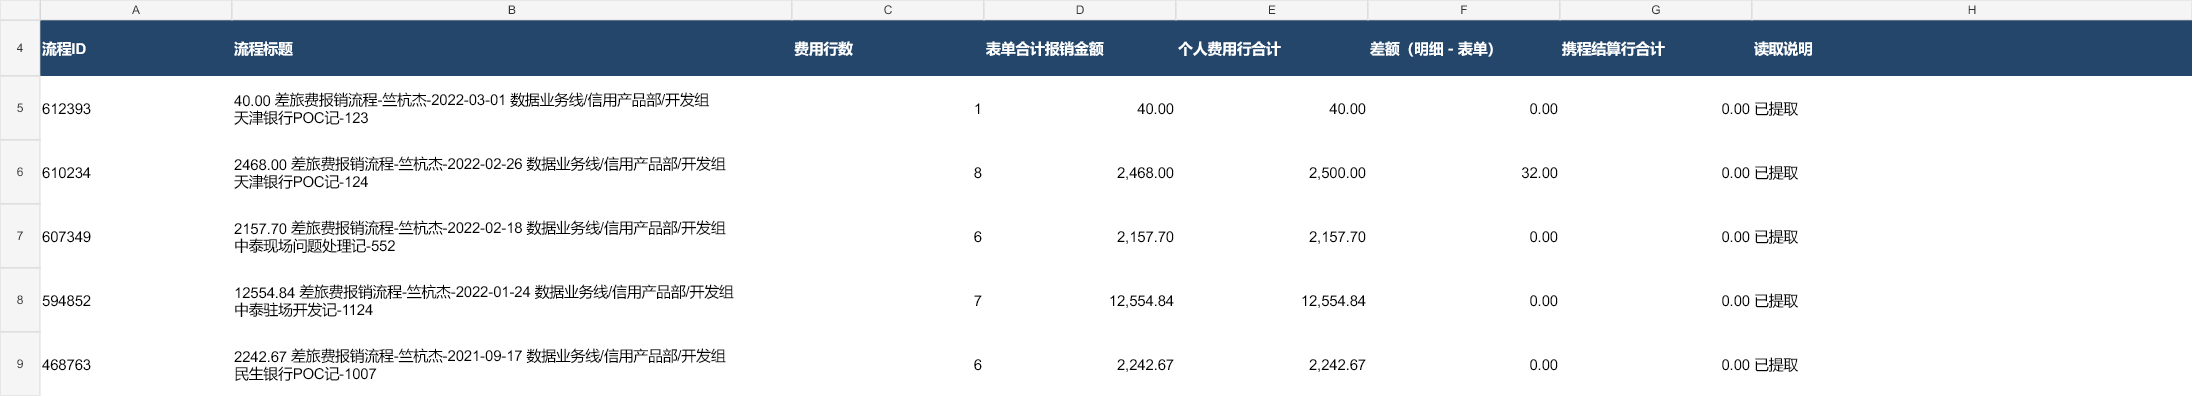 A B C D E F G H
4 流程ID 流程标题 费用行数 表单合计报销金额 个人费用行合计 差额（明细 - 表单） 携程结算行合计 读取说明
5 612393 40.00 差旅费报销流程-竺杭杰-2022-03-01 数据业务线/信用产品部/开发组 1 40.00 40.00 0.00 0.00 已提取
天津银行POC记-123
6 610234 2468.00 差旅费报销流程-竺杭杰-2022-02-26 数据业务线/信用产品部/开发组 8 2,468.00 2,500.00 32.00 0.00 已提取
天津银行POC记-124
7 607349 2157.70 差旅费报销流程-竺杭杰-2022-02-18 数据业务线/信用产品部/开发组 6 2,157.70 2,157.70 0.00 0.00 已提取
中泰现场问题处理记-552
8 594852 12554.84 差旅费报销流程-竺杭杰-2022-01-24 数据业务线/信用产品部/开发组 7 12,554.84 12,554.84 0.00 0.00 已提取
中泰驻场开发记-1124
9 468763 2242.67 差旅费报销流程-竺杭杰-2021-09-17 数据业务线/信用产品部/开发组 6 2,242.67 2,242.67 0.00 0.00 已提取
民生银行POC记-1007